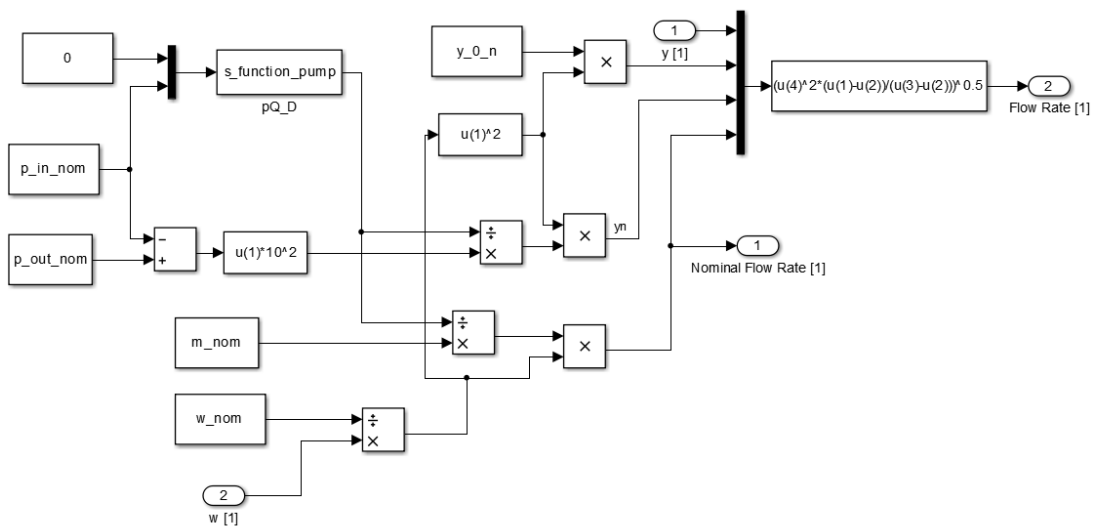 0
s_function_pump
pQ_D
p_in_nom
p_out_nom
−
+
u(1)*10^2
y_0_n
×
u(1)^2
1
y [1]
(u(4)^2*(u(1)-u(2))/(u(3)-u(2)))^0.5
2
Flow Rate [1]
÷
×
×
yn
1
Nominal Flow Rate [1]
m_nom
÷
×
×
w_nom
÷
×
2
w [1]